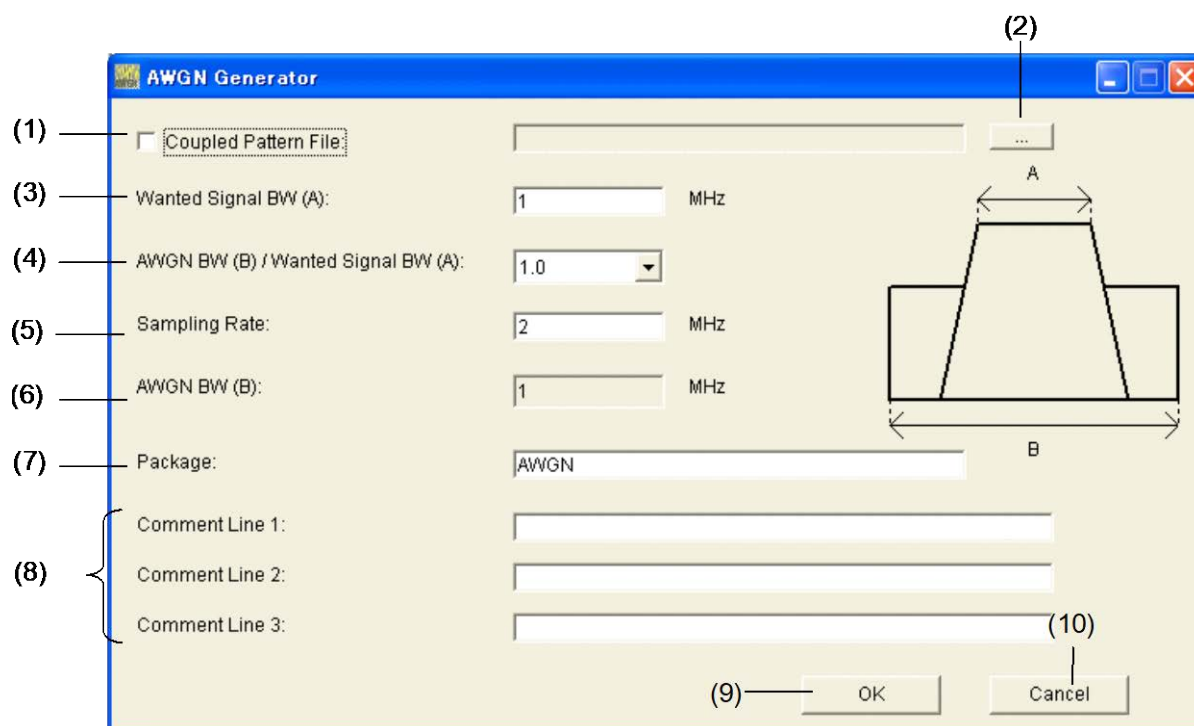 (2)
AWGN Generator
(1) Coupled Pattern File: ...
A
(3) Wanted Signal BW (A): 1 MHz
(4) AWGN BW (B) / Wanted Signal BW (A): 1.0
(5) Sampling Rate: 2 MHz
(6) AWGN BW (B): 1 MHz
B
(7) Package: AWGN
Comment Line 1:
(8) Comment Line 2:
Comment Line 3:
(10)
(9) OK Cancel